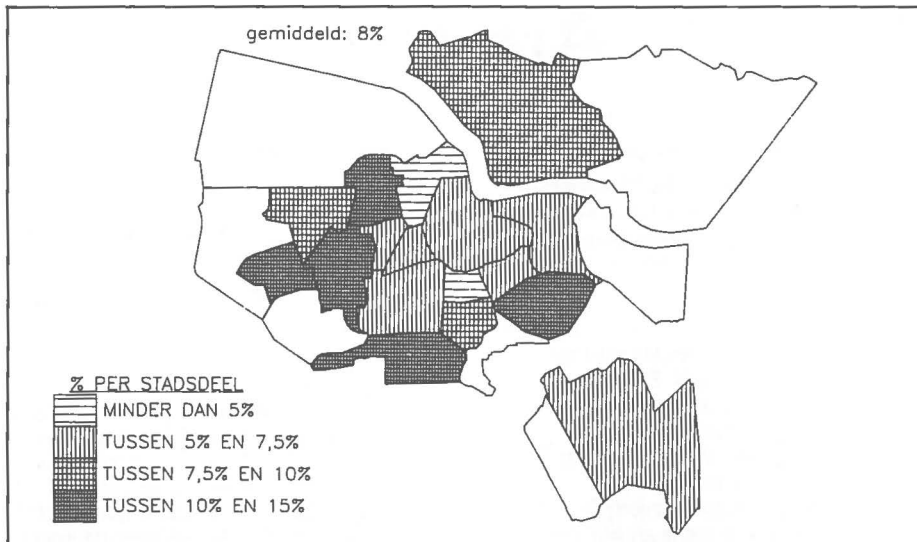 gemiddeld: 8%
% PER STADSDEEL
MINDER DAN 5%
TUSSEN 5% EN 7,5%
TUSSEN 7,5% EN 10%
TUSSEN 10% EN 15%